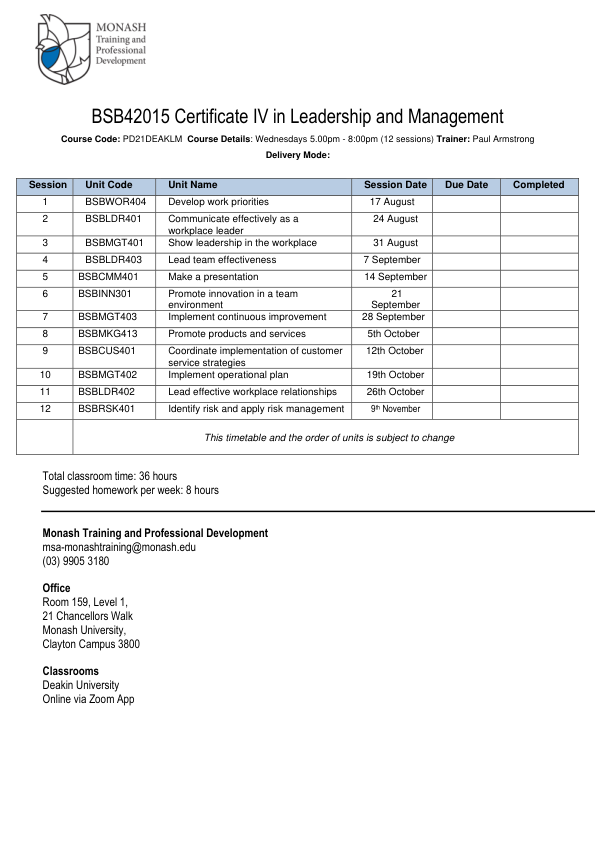 MONASH
Training and
Professional
Development
BSB42015 Certificate IV in Leadership and Management
Course Code: PD21DEAKLM Course Details: Wednesdays 5.00pm - 8:00pm (12 sessions) Trainer: Paul Armstrong
Delivery Mode:
Session Unit Code Unit Name Session Date Due Date Completed
1 BSBWOR404 Develop work priorities 17 August
2 BSBLDR401 Communicate effectively as a 24 August
workplace leader
3 BSBMGT401 Show leadership in the workplace 31 August
4 BSBLDR403 Lead team effectiveness 7 September
5 BSBCMM401 Make a presentation 14 September
6 BSBINN301 Promote innovation in a team 21
environment September
7 BSBMGT403 Implement continuous improvement 28 September
8 BSBMKG413 Promote products and services 5th October
9 BSBCUS401 Coordinate implementation of customer 12th October
service strategies
10 BSBMGT402 Implement operational plan 19th October
11 BSBLDR402 Lead effective workplace relationships 26th October
12 BSBRSK401 Identify risk and apply risk management 9th November
This timetable and the order of units is subject to change
Total classroom time: 36 hours
Suggested homework per week: 8 hours
Monash Training and Professional Development
msa-monashtraining@monash.edu
(03) 9905 3180
Office
Room 159, Level 1,
21 Chancellors Walk
Monash University,
Clayton Campus 3800
Classrooms
Deakin University
Online via Zoom App